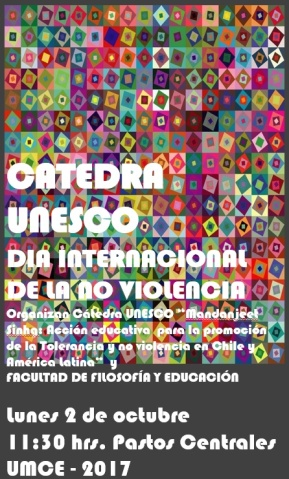 CATEDRA
UNESCO
DIA INTERNACIONAL
DE LA NO VIOLENCIA
Organizan Cátedra UNESCO "Mandanjeet
Sinhg: Acción educativa para la promoción
de la Tolerancia y no violencia en Chile y
América Latina" y
FACULTAD DE FILOSOFÍA Y EDUCACIÓN
Lunes 2 de octubre
11:30 hrs. Pastos Centrales
UMCE - 2017